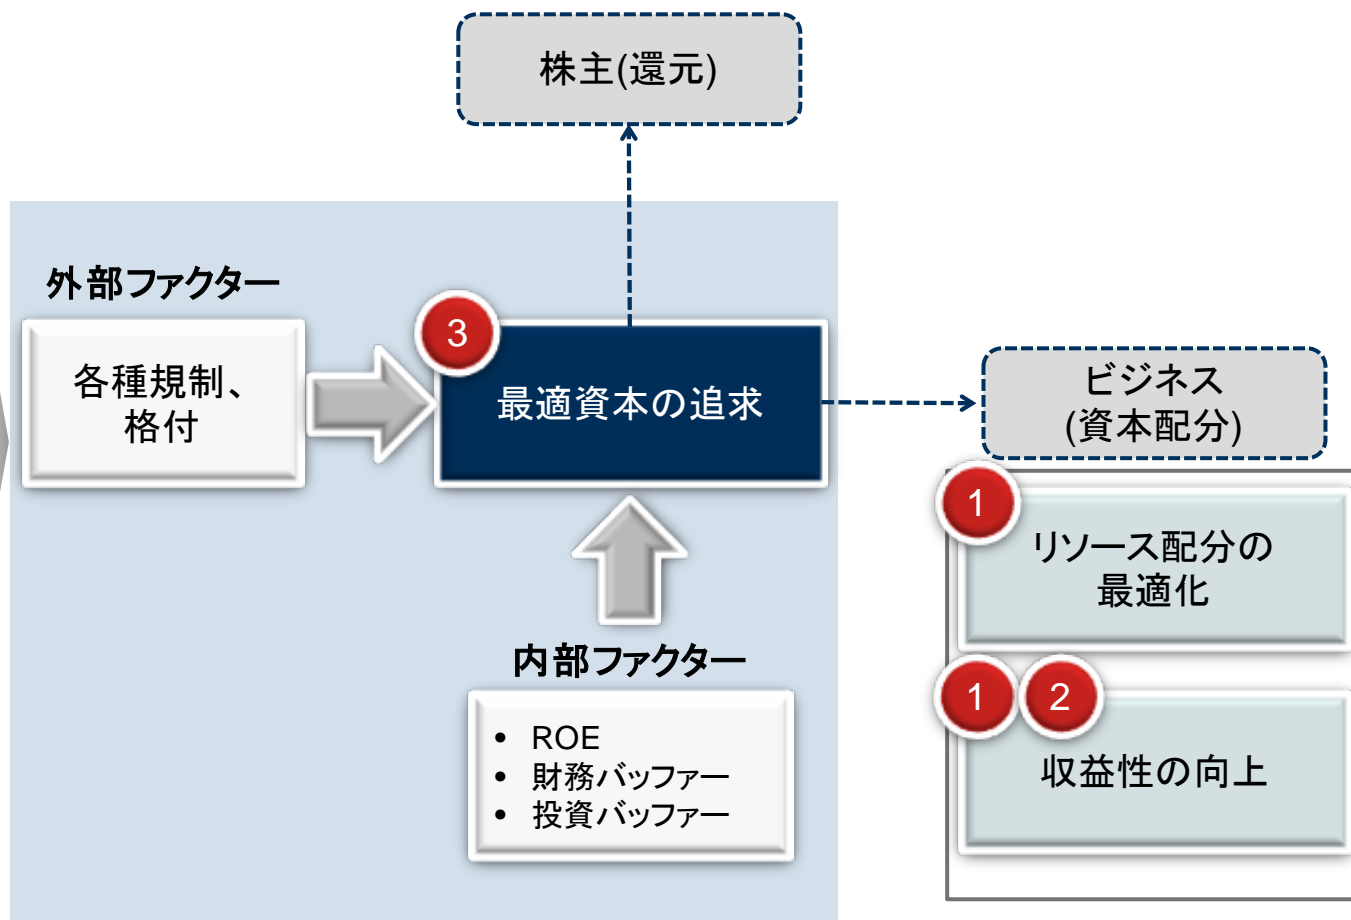 株主(還元)
外部ファクター
各種規制、
格付
3
最適資本の追求
ビジネス
(資本配分)
1
リソース配分の
最適化
内部ファクター
• ROE
• 財務バッファー
• 投資バッファー
1
2
収益性の向上